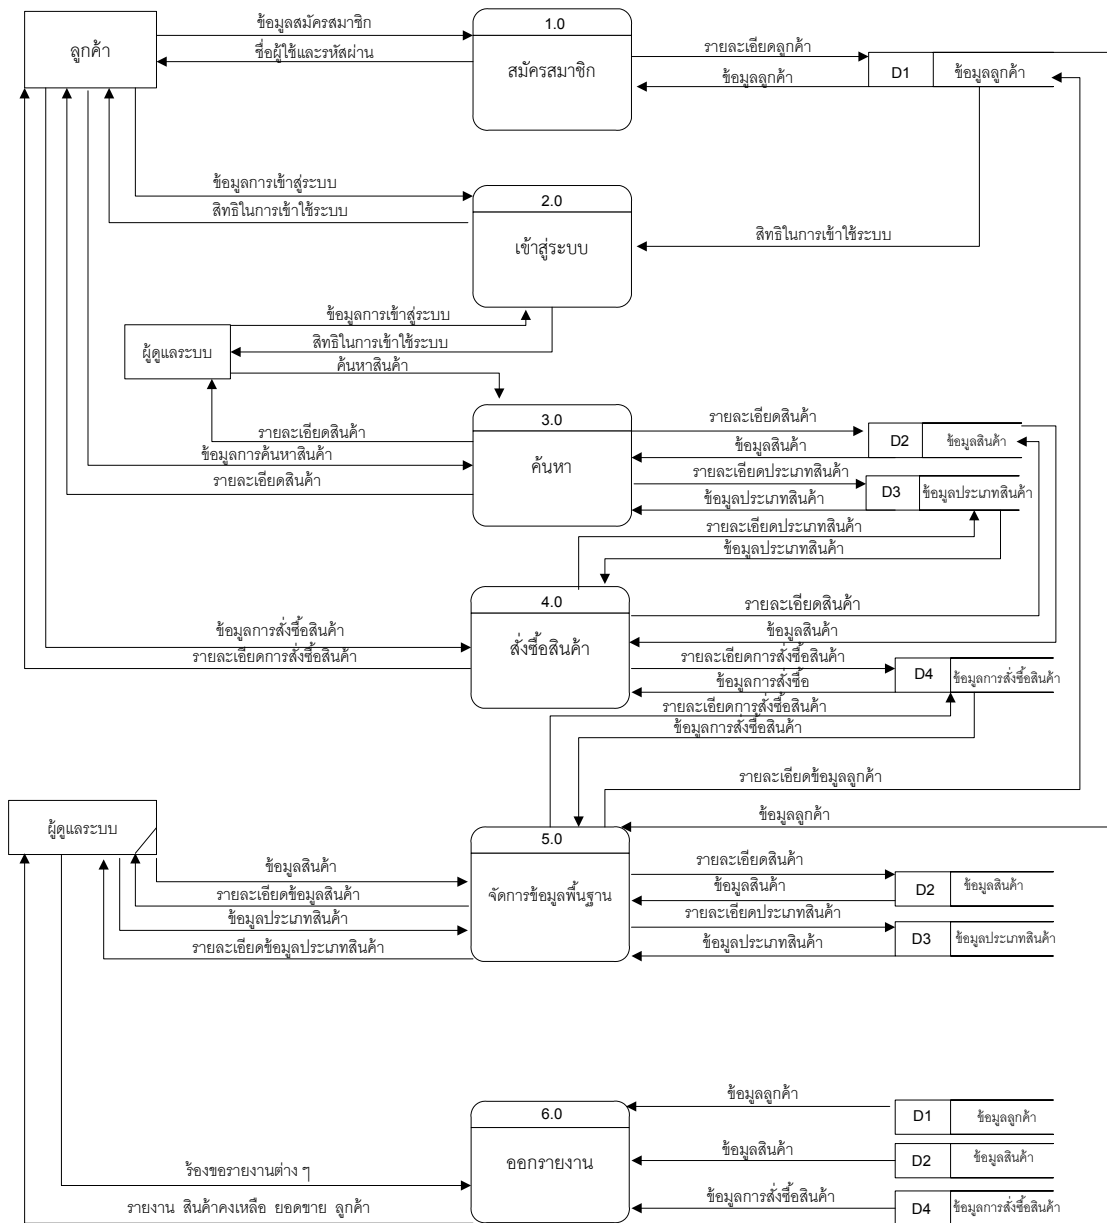 ข้อมูลสมัครสมาชิก
1.0
ลูกค้า
ชื่อผู้ใช้และรหัสผ่าน
สมัครสมาชิก
รายละเอียดลูกค้า
D1
ข้อมูลลูกค้า
ข้อมูลลูกค้า
ข้อมูลการเข้าสู่ระบบ
2.0
สิทธิในการเข้าใช้ระบบ
เข้าสู่ระบบ
สิทธิในการเข้าใช้ระบบ
ข้อมูลการเข้าสู่ระบบ
ผู้ดูแลระบบ
สิทธิในการเข้าใช้ระบบ
ค้นหาสินค้า
3.0
รายละเอียดสินค้า
รายละเอียดสินค้า
D2
ข้อมูลสินค้า
ข้อมูลสินค้า
ข้อมูลการค้นหาสินค้า
ค้นหา
รายละเอียดประเภทสินค้า
รายละเอียดสินค้า
D3
ข้อมูลประเภทสินค้า
ข้อมูลประเภทสินค้า
รายละเอียดประเภทสินค้า
ข้อมูลประเภทสินค้า
4.0
รายละเอียดสินค้า
ข้อมูลการสั่งซื้อสินค้า
ข้อมูลสินค้า
สั่งซื้อสินค้า
รายละเอียดการสั่งซื้อสินค้า
รายละเอียดการสั่งซื้อสินค้า
D4
ข้อมูลการสั่งซื้อสินค้า
ข้อมูลการสั่งซื้อ
รายละเอียดการสั่งซื้อสินค้า
ข้อมูลการสั่งซื้อสินค้า
รายละเอียดข้อมูลลูกค้า
ข้อมูลลูกค้า
ผู้ดูแลระบบ
5.0
ข้อมูลสินค้า
รายละเอียดสินค้า
รายละเอียดข้อมูลสินค้า
จัดการข้อมูลพื้นฐาน
ข้อมูลสินค้า
D2
ข้อมูลสินค้า
ข้อมูลประเภทสินค้า
รายละเอียดประเภทสินค้า
รายละเอียดข้อมูลประเภทสินค้า
ข้อมูลประเภทสินค้า
D3
ข้อมูลประเภทสินค้า
ข้อมูลลูกค้า
6.0
D1
ข้อมูลลูกค้า
ร้องขอรายงานต่าง ๆ
ออกรายงาน
ข้อมูลสินค้า
D2
ข้อมูลสินค้า
รายงาน สินค้าคงเหลือ ยอดขาย ลูกค้า
ข้อมูลการสั่งซื้อสินค้า
D4
ข้อมูลการสั่งซื้อสินค้า